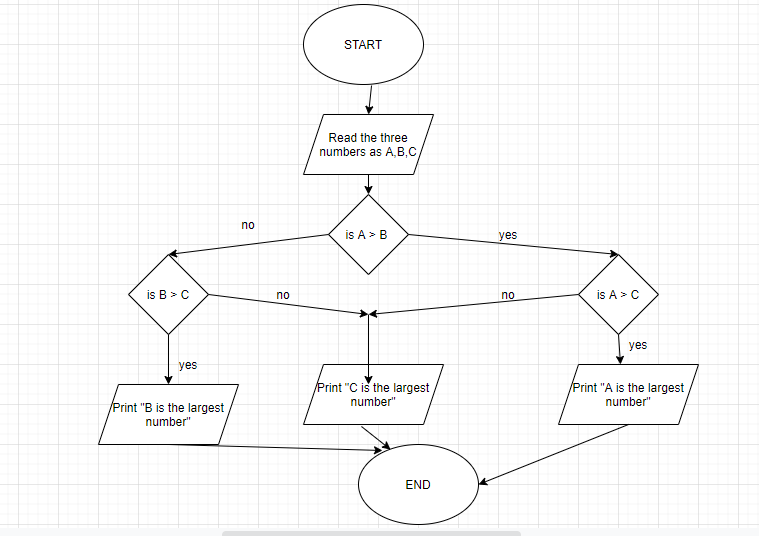 START
Read the three
numbers as A,B,C
is A > B
no
yes
is B > C
no
no
is A > C
yes
yes
Print "B is the largest
number"
Print "C is the largest
number"
Print "A is the largest
number"
END